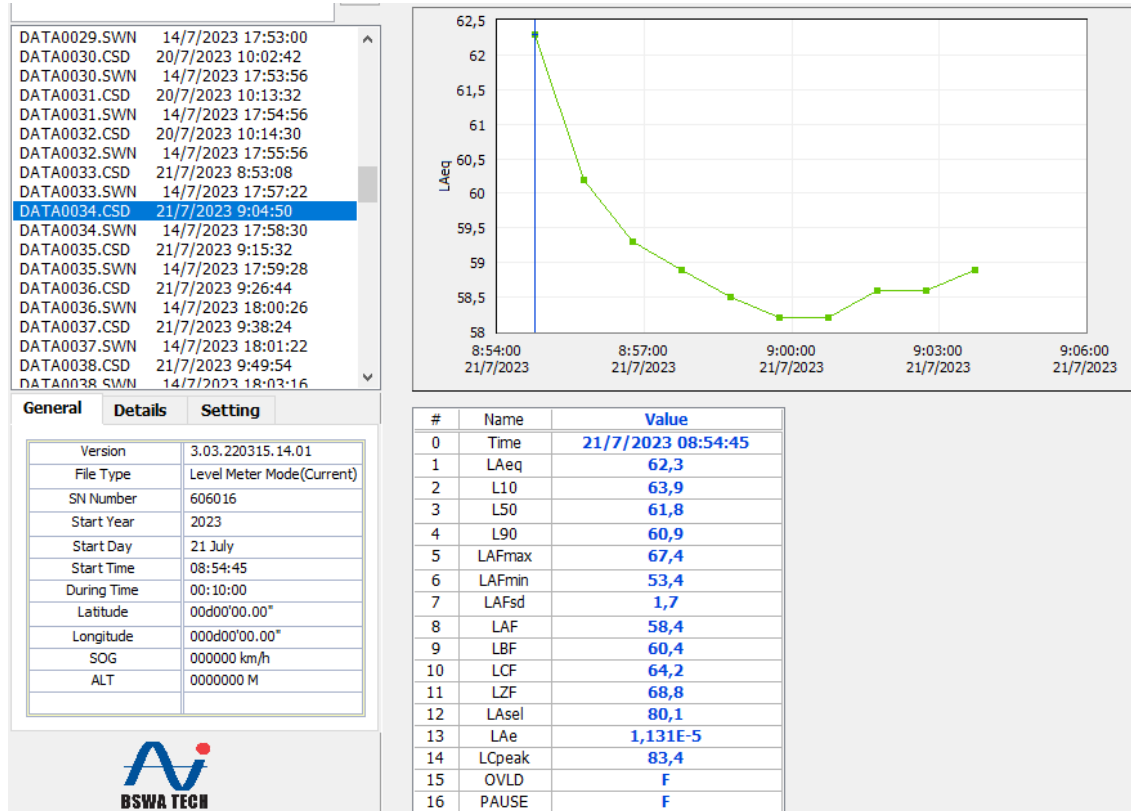 DATA0029.SWN 14/7/2023 17:53:00
DATA0030.CSD 20/7/2023 10:02:42
DATA0030.SWN 14/7/2023 17:53:56
DATA0031.CSD 20/7/2023 10:13:32
DATA0031.SWN 14/7/2023 17:54:56
DATA0032.CSD 20/7/2023 10:14:30
DATA0032.SWN 14/7/2023 17:55:56
DATA0033.CSD 21/7/2023 8:53:08
DATA0033.SWN 14/7/2023 17:57:22
DATA0034.CSD 21/7/2023 9:04:50
DATA0034.SWN 14/7/2023 17:58:30
DATA0035.CSD 21/7/2023 9:15:32
DATA0035.SWN 14/7/2023 17:59:28
DATA0036.CSD 21/7/2023 9:26:44
DATA0036.SWN 14/7/2023 18:00:26
DATA0037.CSD 21/7/2023 9:38:24
DATA0037.SWN 14/7/2023 18:01:22
DATA0038.CSD 21/7/2023 9:49:54
DATA0038.SWN 14/7/2023 18:03:16
General Details Setting
Version 3.03.220315.14.01
File Type Level Meter Mode(Current)
SN Number 606016
Start Year 2023
Start Day 21 July
Start Time 08:54:45
During Time 00:10:00
Latitude 00d00'00.00"
Longitude 000d00'00.00"
SOG 000000 km/h
ALT 0000000 M
BSWA TECH
62,5
62
61,5
61
60,5
60
59,5
59
58,5
58
LAeq
8:54:00 8:57:00 9:00:00 9:03:00 9:06:00
21/7/2023 21/7/2023 21/7/2023 21/7/2023 21/7/2023
# Name Value
0 Time 21/7/2023 08:54:45
1 LAeq 62,3
2 L10 63,9
3 L50 61,8
4 L90 60,9
5 LAFmax 67,4
6 LAFmin 53,4
7 LAFsd 1,7
8 LAF 58,4
9 LBF 60,4
10 LCF 64,2
11 LZF 68,8
12 LAsel 80,1
13 LAe 1,131E-5
14 LCpeak 83,4
15 OVLD F
16 PAUSE F